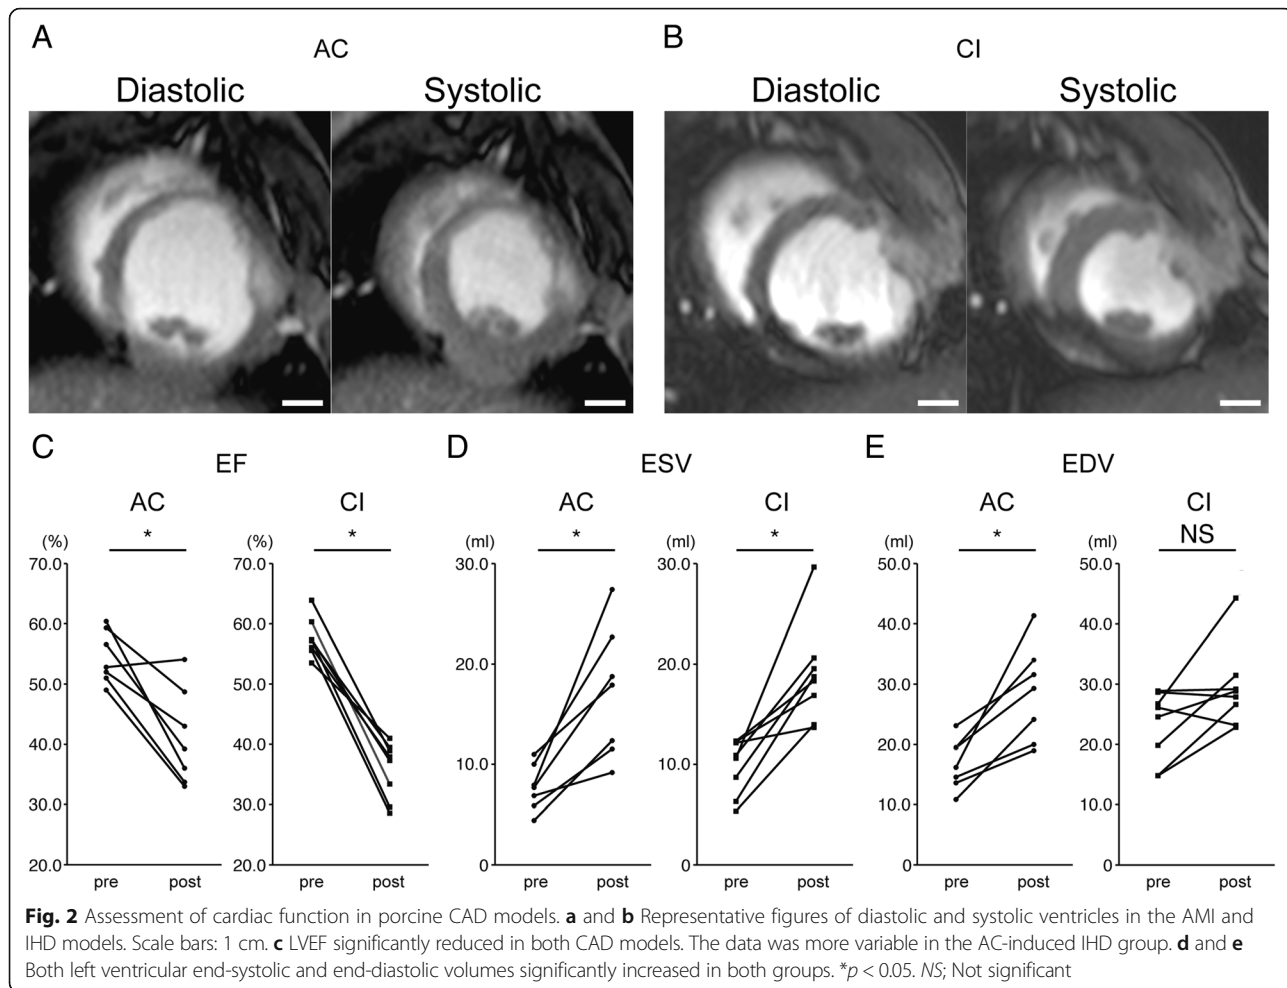 A
AC
Diastolic Systolic
B
CI
Diastolic Systolic
C
EF
AC
*
(%)
70.0
60.0
50.0
40.0
30.0
20.0
pre post
CI
*
(%)
70.0
60.0
50.0
40.0
30.0
20.0
pre post
D
ESV
AC
*
(ml)
30.0
20.0
10.0
0
pre post
CI
*
(ml)
30.0
20.0
10.0
0
pre post
E
EDV
AC
*
(ml)
50.0
40.0
30.0
20.0
10.0
0
pre post
CI
NS
(ml)
50.0
40.0
30.0
20.0
10.0
0
pre post
Fig. 2 Assessment of cardiac function in porcine CAD models. a and b Representative figures of diastolic and systolic ventricles in the AMI and
IHD models. Scale bars: 1 cm. c LVEF significantly reduced in both CAD models. The data was more variable in the AC-induced IHD group. d and e
Both left ventricular end-systolic and end-diastolic volumes significantly increased in both groups. *p < 0.05. NS; Not significant